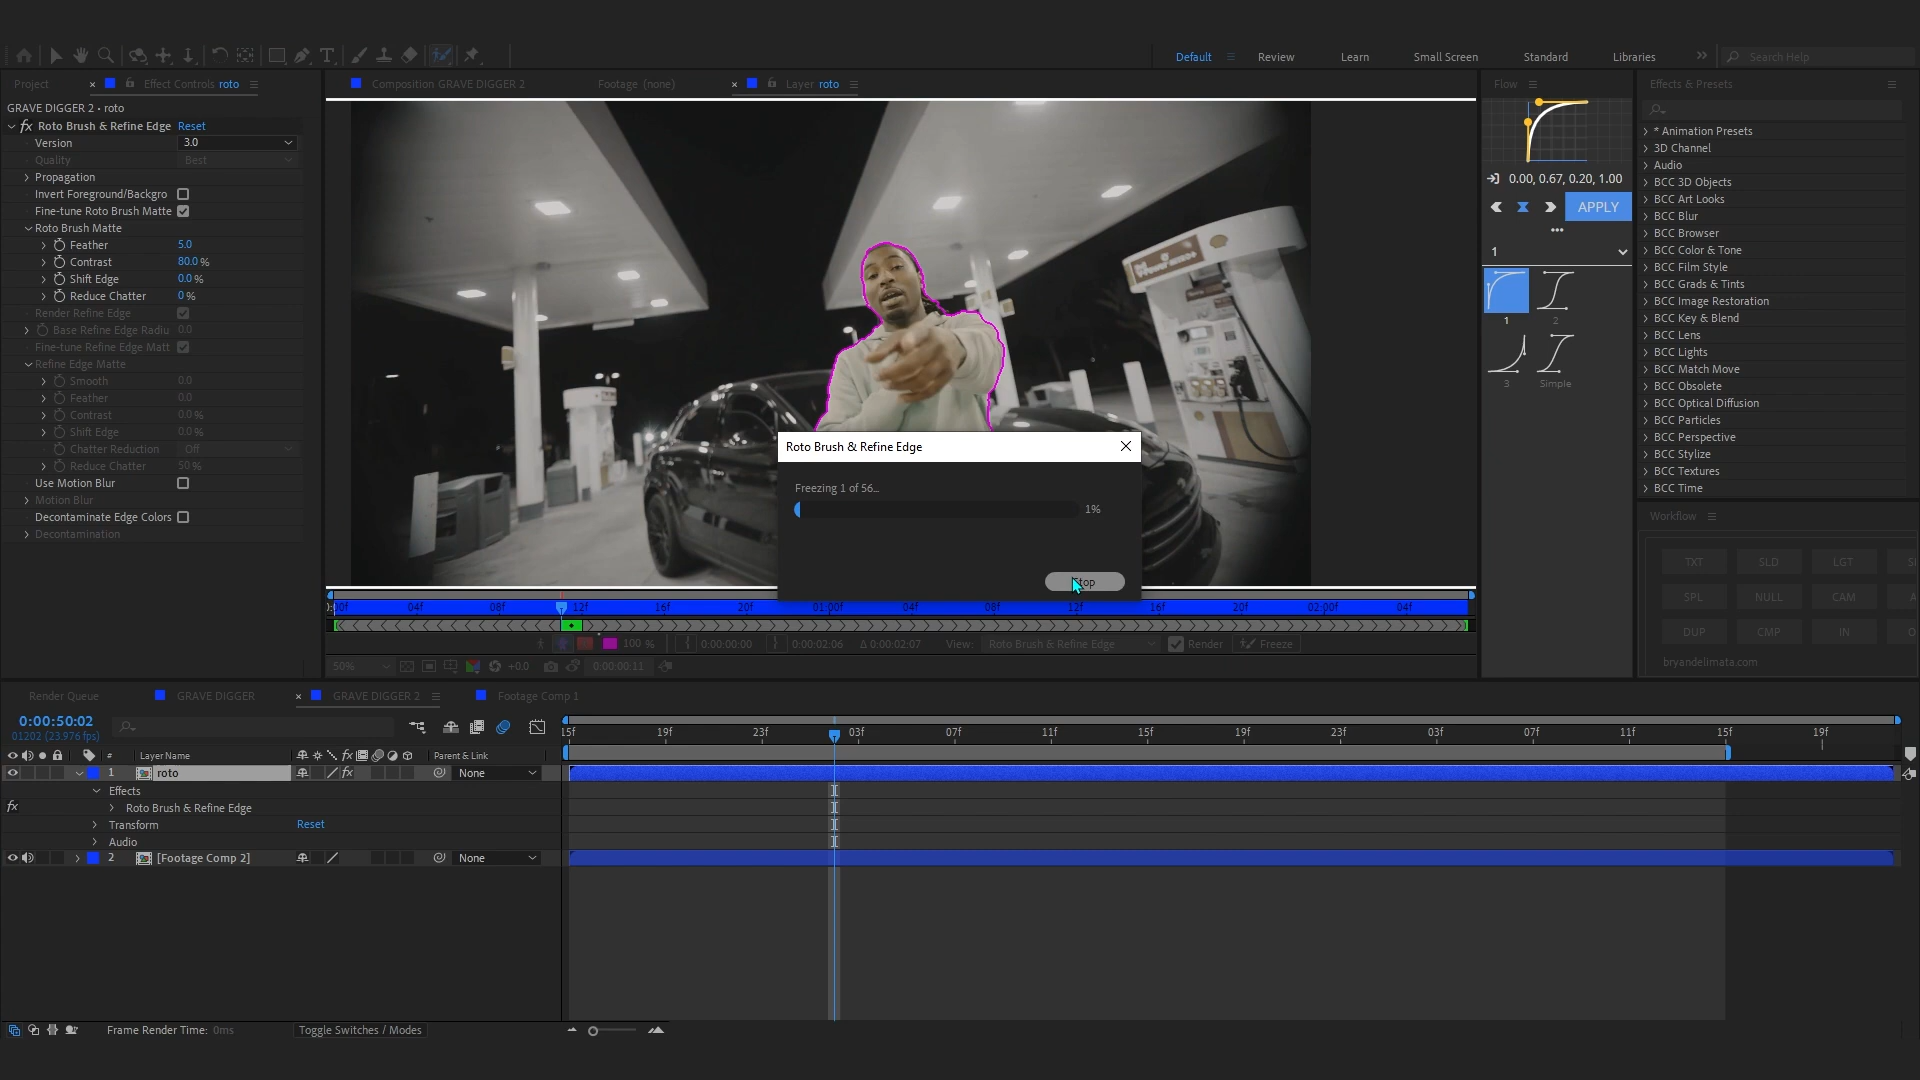 Default
Review
Learn
Small Screen
Standard
Libraries
Search Help
Project
Effect Controls roto
Composition GRAVE DIGGER 2
Footage (none)
Layer roto
Flow
Effects & Presets
GRAVE DIGGER 2 • roto
fx Roto Brush & Refine Edge Reset
Version 3.0
Quality Best
Propagation
Invert Foreground/Backgro
Fine-tune Roto Brush Matte
Roto Brush Matte
Feather 5.0
Contrast 80.0 %
Shift Edge 0.0 %
Reduce Chatter 0 %
Render Refine Edge
Base Refine Edge Radiu 0.0
Fine-tune Refine Edge Matt
Refine Edge Matte
Smooth 0.0
Feather 0.0
Contrast 0.0 %
Shift Edge 0.0 %
Chatter Reduction Off
Reduce Chatter 50 %
Use Motion Blur
Motion Blur
Decontaminate Edge Colors
Decontamination
Roto Brush & Refine Edge
Freezing 1 of 56...
1%
Stop
0.00, 0.67, 0.20, 1.00
APPLY
1
1
2
3
Simple
* Animation Presets
3D Channel
Audio
BCC 3D Objects
BCC Art Looks
BCC Blur
BCC Browser
BCC Color & Tone
BCC Film Style
BCC Grads & Tints
BCC Image Restoration
BCC Key & Blend
BCC Lens
BCC Lights
BCC Match Move
BCC Obsolete
BCC Optical Diffusion
BCC Particles
BCC Perspective
BCC Stylize
BCC Textures
BCC Time
Workflow
TXT SLD LGT
SPL NULL CAM
DUP CMP IN
bryandelimata.com
:00f 04f 08f 12f 16f 20f 01:00f 04f 08f 12f 16f 20f 02:00f 04f
100 % 0:00:00:00 0:00:02:06 Δ 0:00:02:07 View: Roto Brush & Refine Edge Render Freeze
50% +0.0 0:00:00:11
Render Queue
GRAVE DIGGER
GRAVE DIGGER 2
Footage Comp 1
0:00:50:02
01202 (23.976 fps)
15f 19f 23f 03f 07f 11f 15f 19f 23f 03f 07f 11f 15f 19f
# Layer Name fx Parent & Link
1 roto fx None
Effects
fx Roto Brush & Refine Edge
Transform Reset
Audio
2 [Footage Comp 2] None
Frame Render Time: 0ms
Toggle Switches / Modes